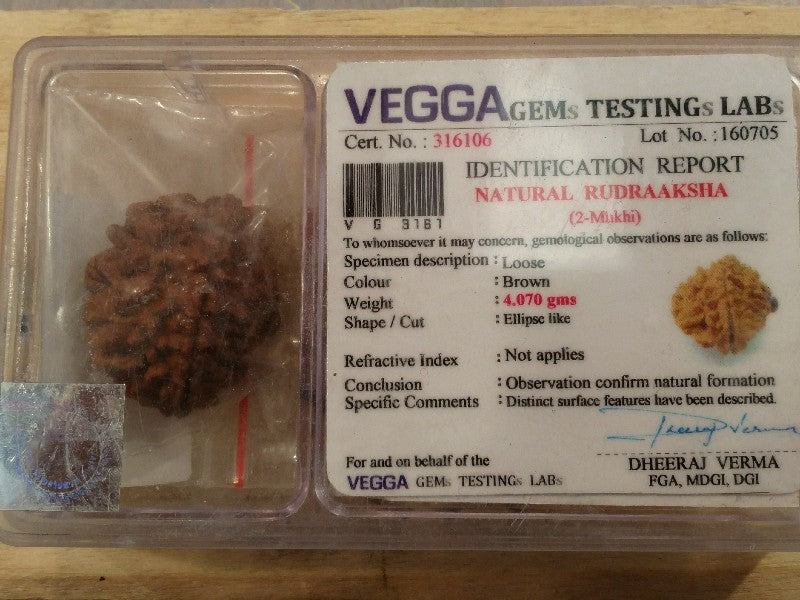 VEGGA GEMs TESTINGs LABs
Cert. No. : 316106 Lot No. :160705
IDENTIFICATION REPORT
NATURAL RUDRAAKSHA
(2-Mukhi)
V G 3161
To whomsoever it may concern, gemological observations are as follows:
Specimen description : Loose
Colour : Brown
Weight : 4.070 gms
Shape / Cut : Ellipse like
Refractive Index : Not applies
Conclusion : Observation confirm natural formation
Specific Comments : Distinct surface features have been described.
Dheeraj Verma
For and on behalf of the
VEGGA GEMs TESTINGs LABs
DHEERAJ VERMA
FGA, MDGI, DGI